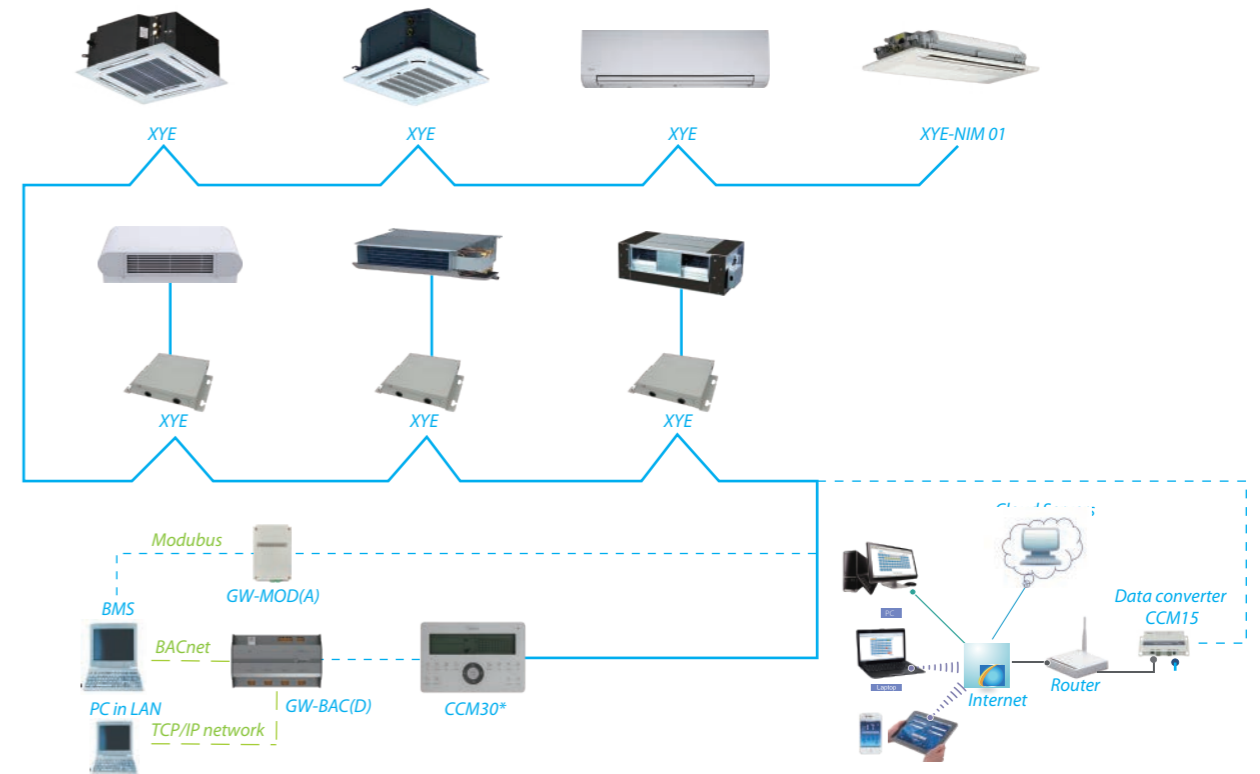 XYE XYE XYE XYE-NIM 01
XYE XYE XYE
Modubus
GW-MOD(A)
BMS
BACnet
PC in LAN
GW-BAC(D)
CCM30*
TCP/IP network
PC
Laptop
Internet
Router
Data converter
CCM15